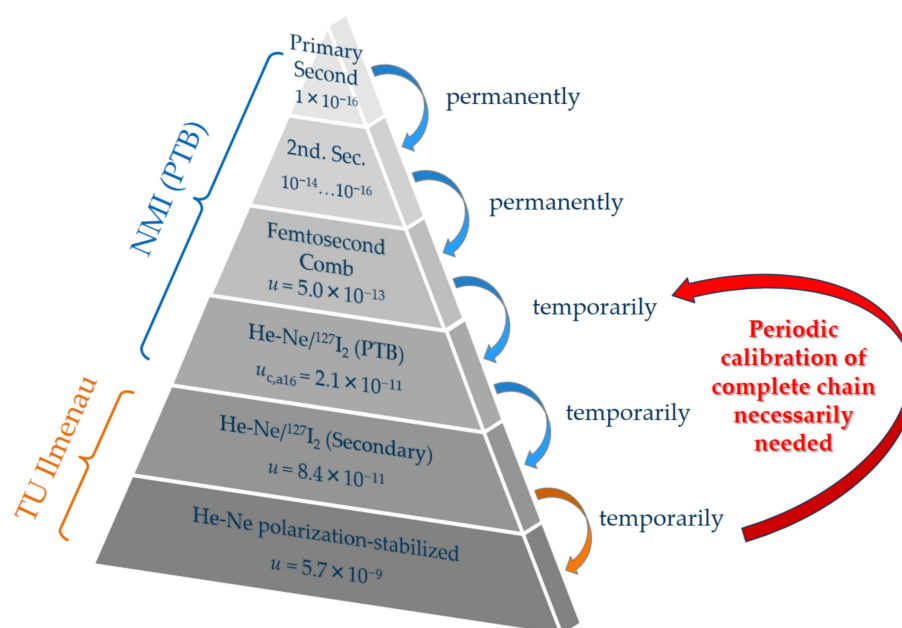 Primary
Second
1 × 10⁻¹⁶
permanently
2nd. Sec.
10⁻¹⁴…10⁻¹⁶
permanently
NMI (PTB)
Femtosecond
Comb
u = 5.0 × 10⁻¹³
temporarily
He-Ne/¹²⁷I₂ (PTB)
u_c,a16 = 2.1 × 10⁻¹¹
temporarily
Periodic
calibration of
complete chain
necessarily
needed
TU Ilmenau
He-Ne/¹²⁷I₂ (Secondary)
u = 8.4 × 10⁻¹¹
temporarily
He-Ne polarization-stabilized
u = 5.7 × 10⁻⁹